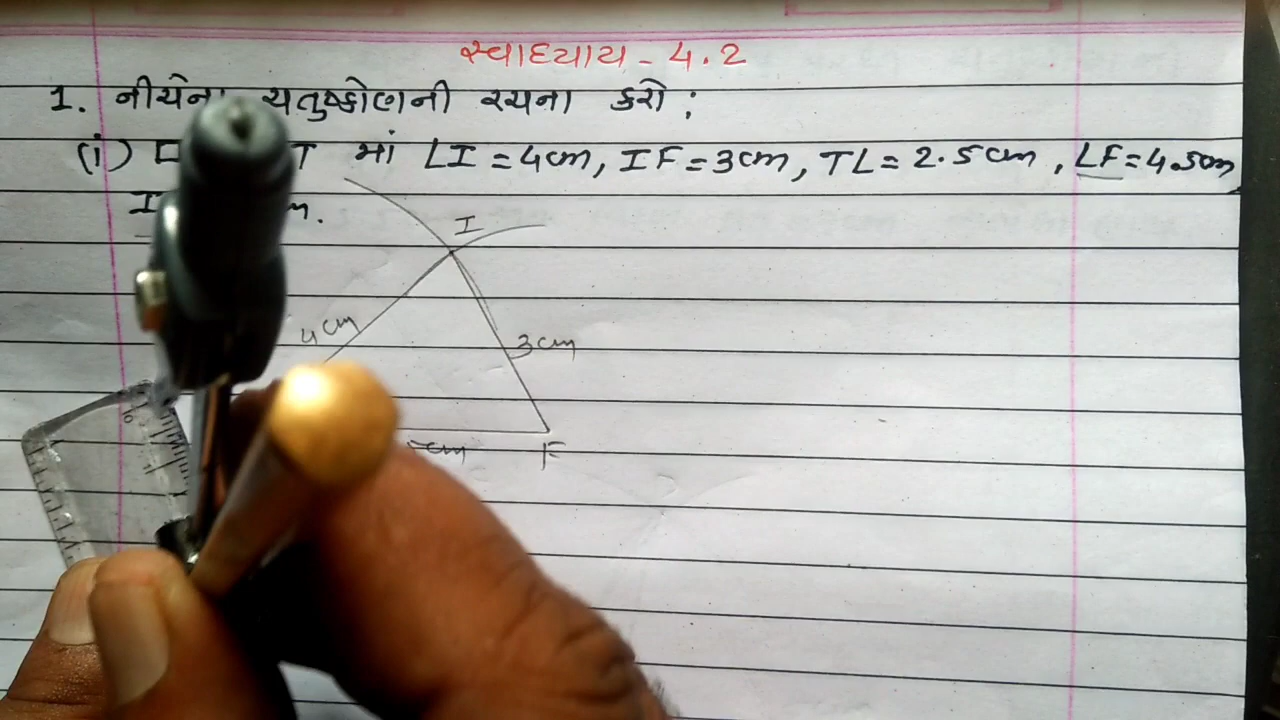 સ્વાધ્યાય - 4.2
1. નીચેના ચતુષ્કોણની રચના કરો :
(i) □ T માં LI = 4cm, IF = 3cm, TL = 2.5cm, LF = 4.5cm,
I m.
I
4cm
3cm
cm F